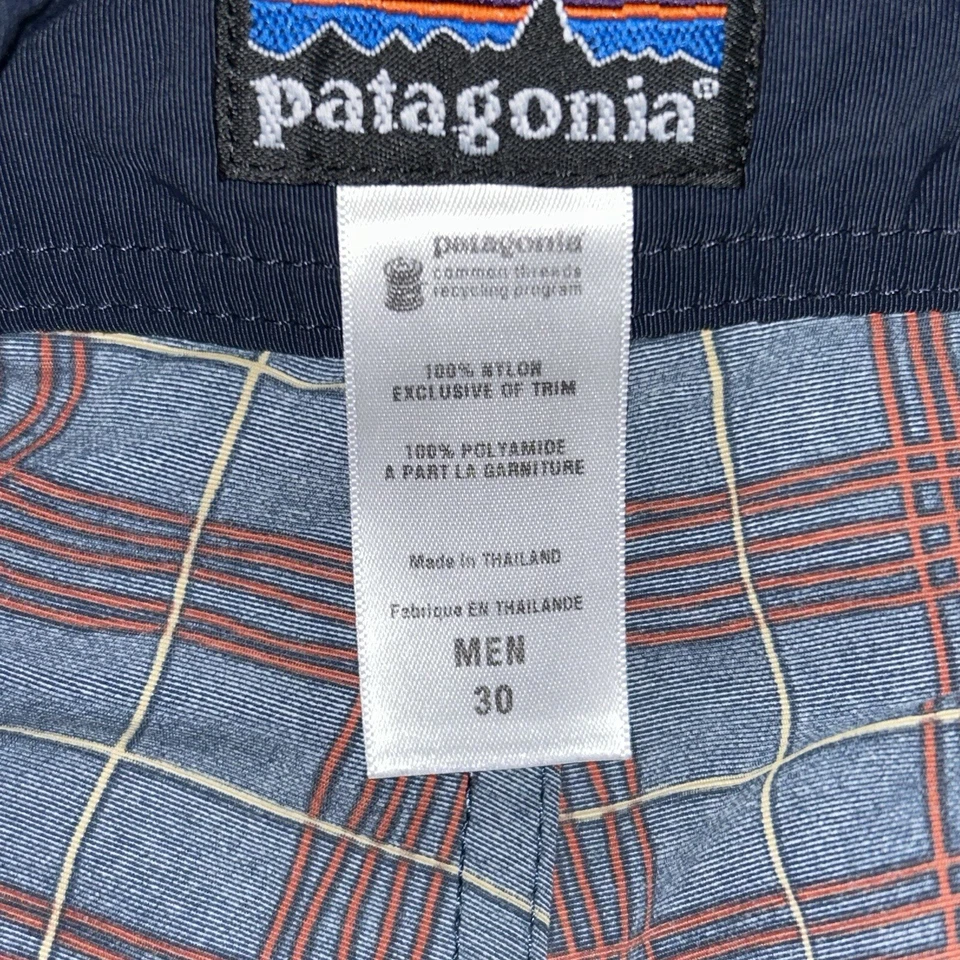 patagonia®
patagonia®
common threads
recycling program
100% NYLON
EXCLUSIVE OF TRIM
100% POLYAMIDE
A PART LA GARNITURE
Made in THAILAND
Fabriqué EN THAILANDE
MEN
30